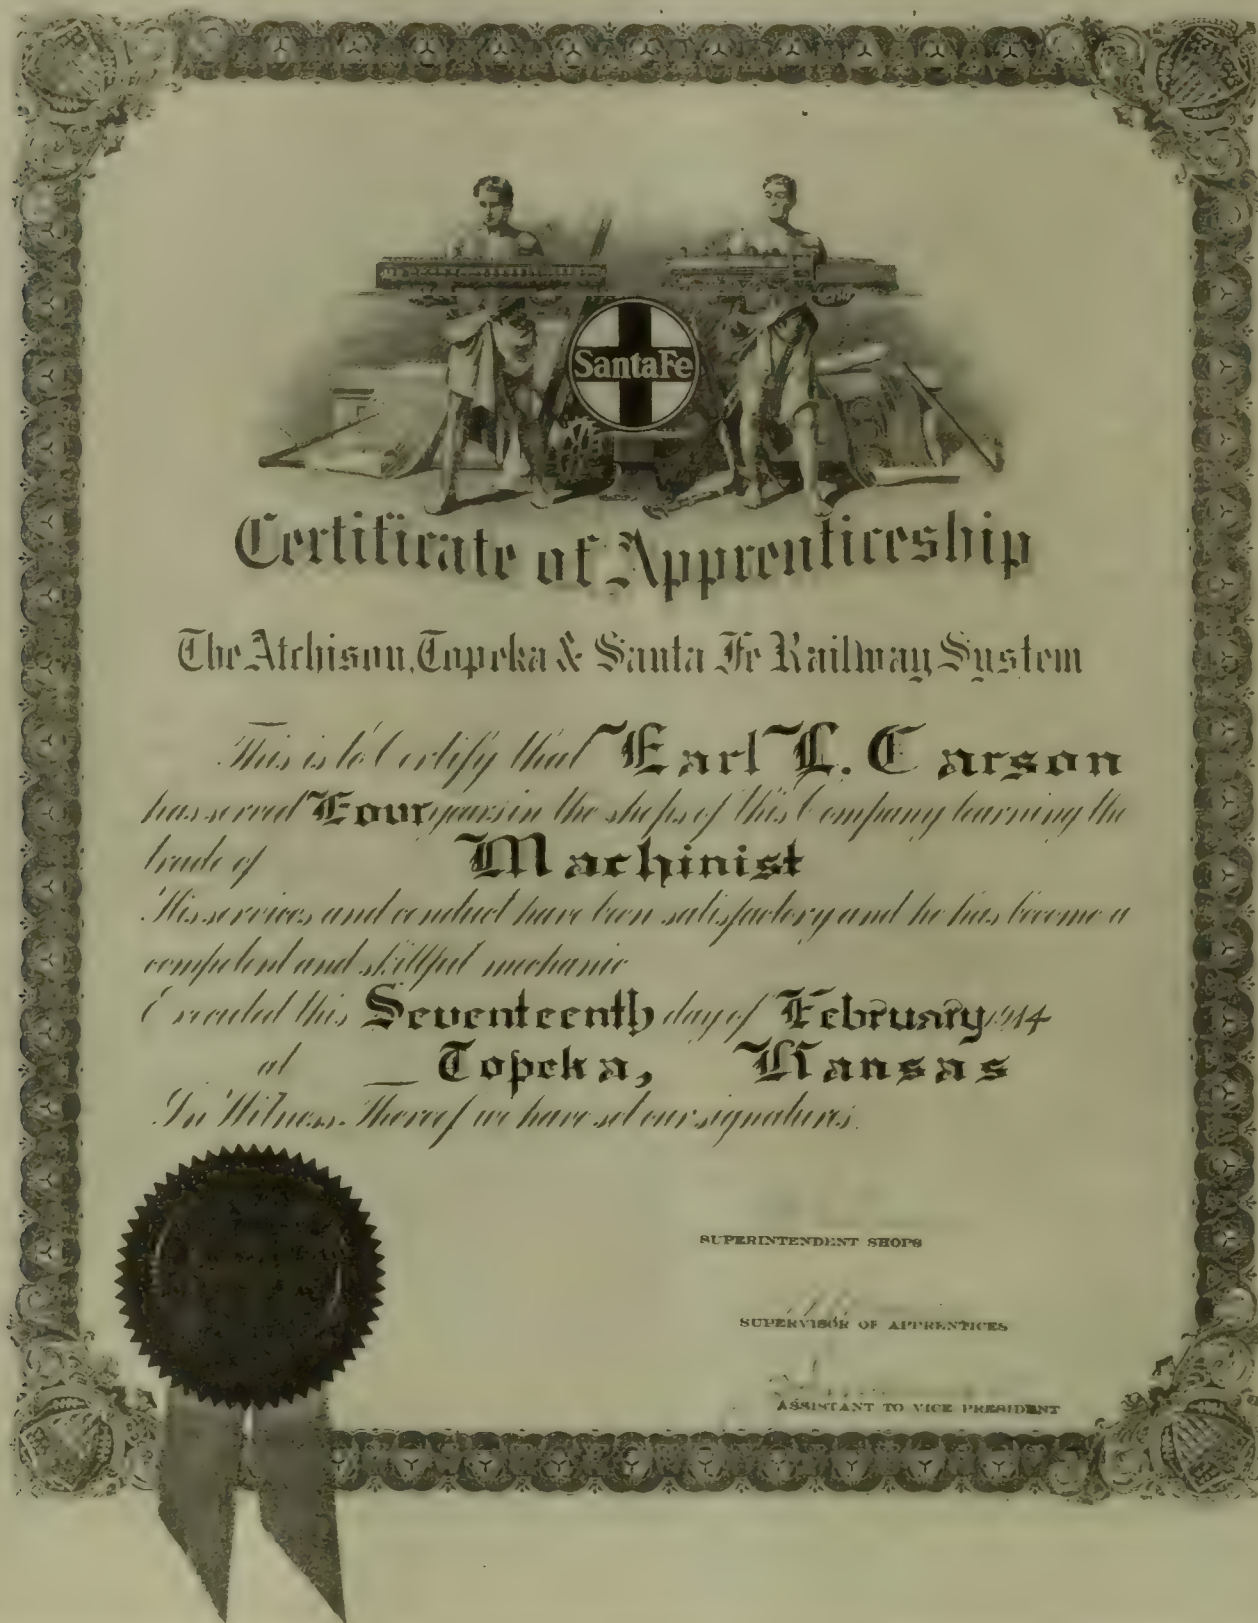 SantaFe
Certificate of Apprenticeship
The Atchison, Topeka & Santa Fe Railway System
This is to Certify that Earl L. Carson
has served Four years in the shops of this Company learning the
trade of Machinist
His services and conduct have been satisfactory and he has become a
competent and skillful mechanic
Executed this Seventeenth day of February 1914
at Topeka, Kansas
In Witness Thereof we have set our signatures.
SUPERINTENDENT SHOPS
SUPERVISOR OF APPRENTICES
ASSISTANT TO VICE PRESIDENT